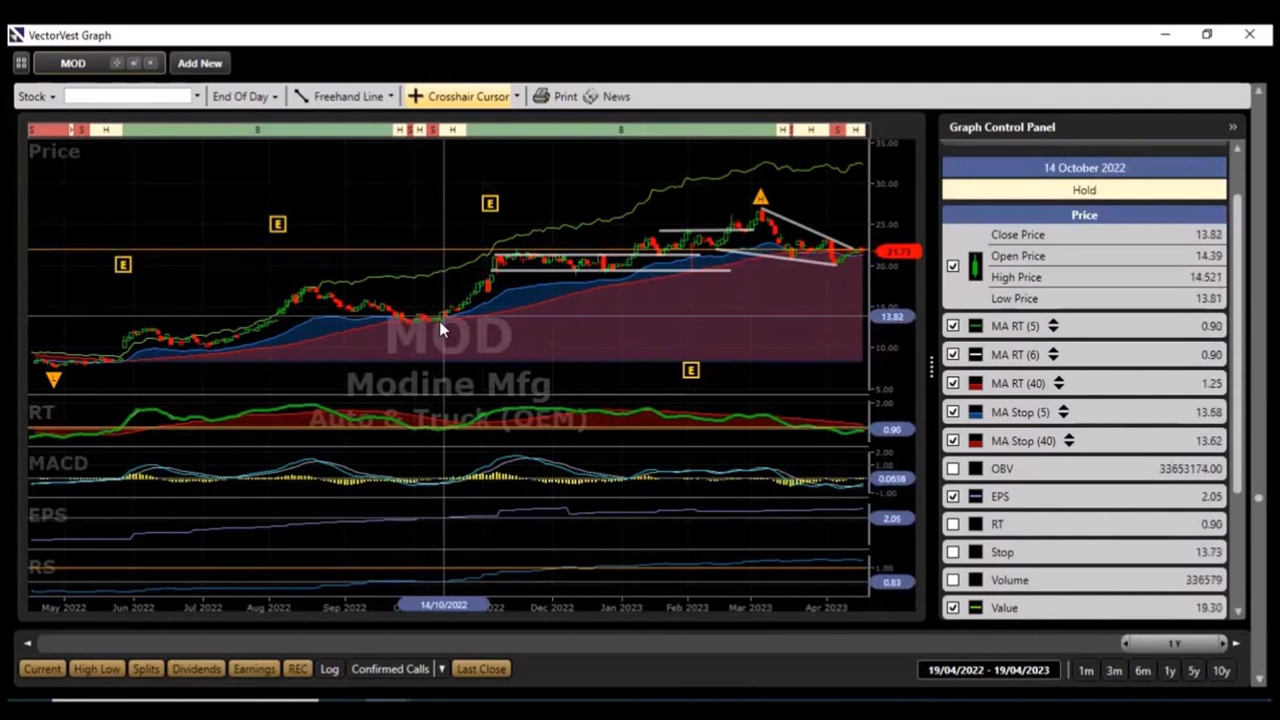 VectorVest Graph
MOD
Add New
Stock
End Of Day
Freehand Line
Crosshair Cursor
Print
News
S H B H S H S H B H H S H
Price
35.00
30.00
25.00
21.73
20.00
15.00
13.82
10.00
5.00
E
E
E
E
H
L
MOD
Modine Mfg
Auto & Truck (OEM)
RT
2.00
0.90
MACD
2.00
1.00
0.0656
-1.00
EPS
2.05
RS
1.00
0.83
May 2022 Jun 2022 Jul 2022 Aug 2022 Sep 2022 14/10/2022 Dec 2022 Jan 2023 Feb 2023 Mar 2023 Apr 2023
Graph Control Panel
14 October 2022
Hold
Price
Close Price 13.82
Open Price 14.39
High Price 14.521
Low Price 13.81
MA RT (5) 0.90
MA RT (6) 0.90
MA RT (40) 1.25
MA Stop (5) 13.68
MA Stop (40) 13.62
OBV 33653174.00
EPS 2.05
RT 0.90
Stop 13.73
Volume 336579
Value 19.30
1 Y
Current
High Low
Splits
Dividends
Earnings
REC
Log
Confirmed Calls
Last Close
19/04/2022 - 19/04/2023
1m
3m
6m
1y
5y
10y